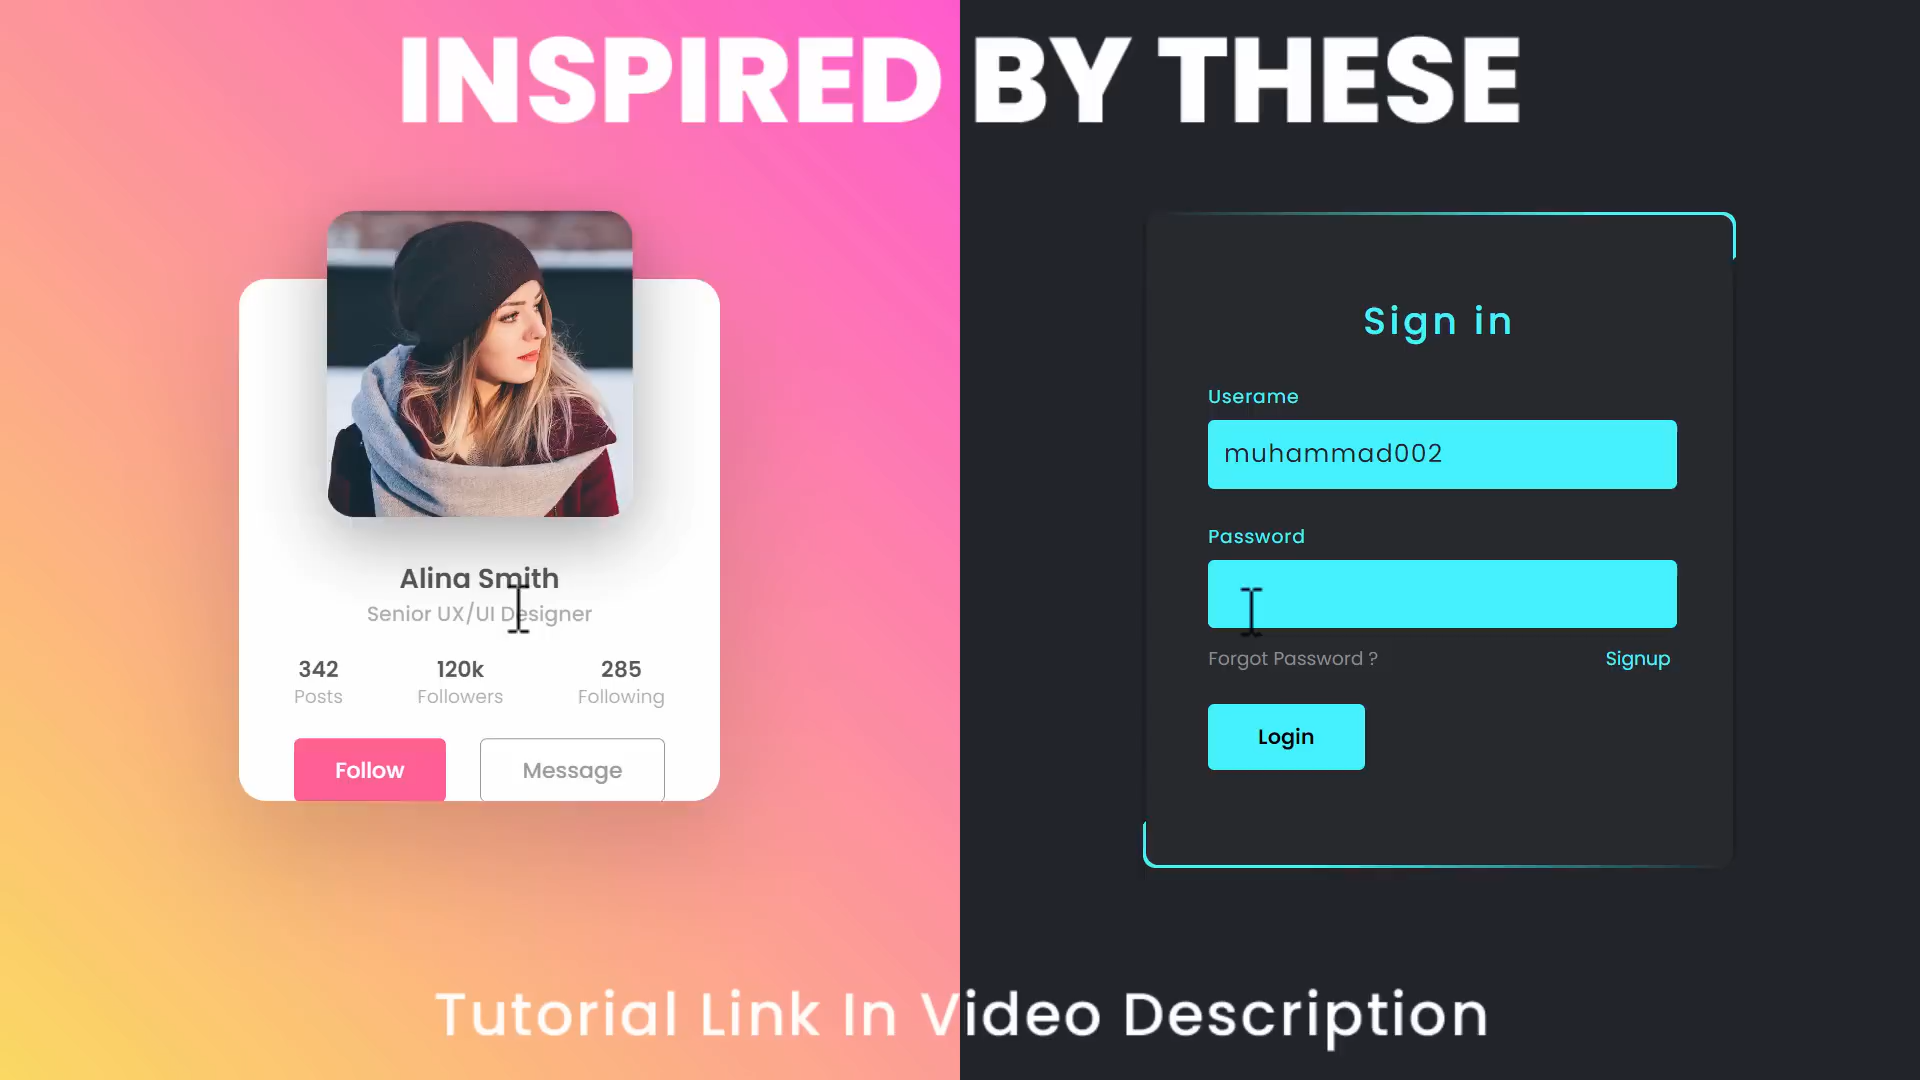 INSPIRED BY THESE
Alina Smith
Senior UX/UI Designer
342 120k 285
Posts Followers Following
Follow Message
Sign in
Userame
muhammad002
Password
Forgot Password ? Signup
Login
Tutorial Link In Video Description